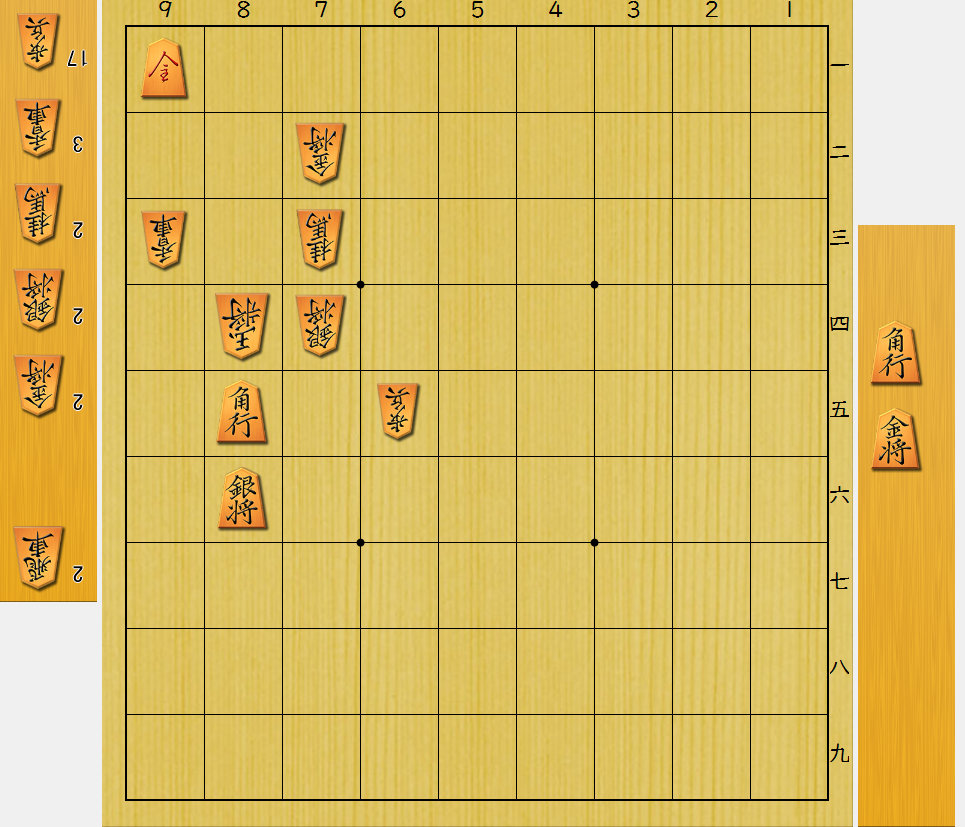 9 8 7 6 5 4 3 2 1
歩兵 17
香車 3
桂馬 2
銀将 2
金将 2
飛車 2
全 一
金将 二
香車 桂馬 三
玉将 銀将 四
角行 歩兵 五
銀将 六
七
八
九
角行
金将